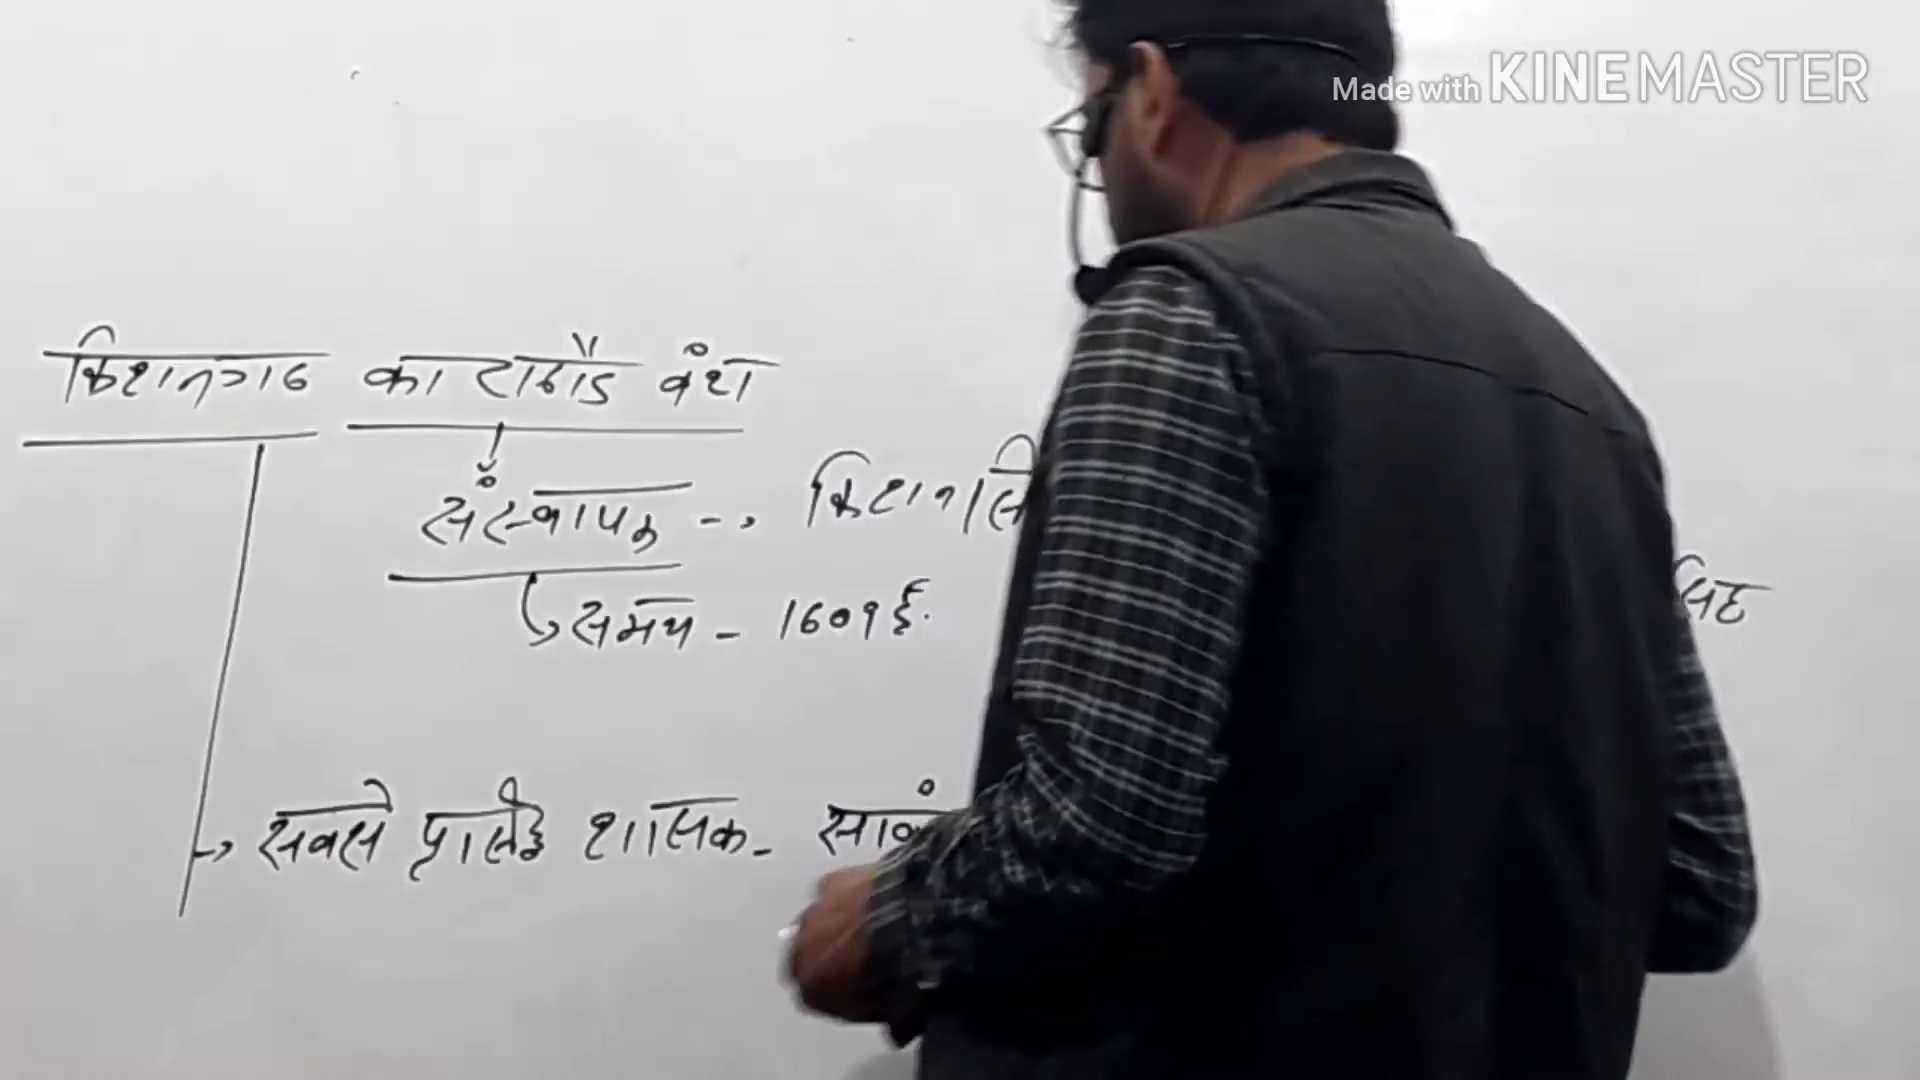 Made with KINEMASTER
किशनगढ का राठौड वंश
संस्थापक --> किशनसि
समय - 1609 ई.
सिंह
-> सबसे प्रसिद्ध शासक - सावं